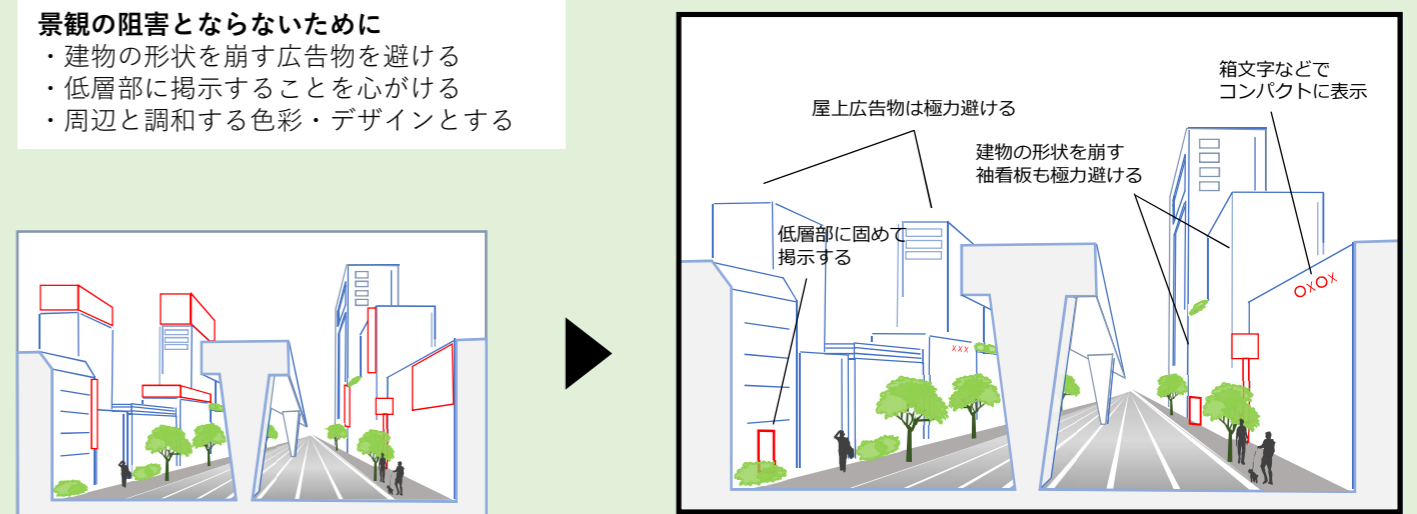 景観の阻害とならないために
・建物の形状を崩す広告物を避ける
・低層部に掲示することを心がける
・周辺と調和する色彩・デザインとする
屋上広告物は極力避ける
箱文字などで
コンパクトに表示
建物の形状を崩す
袖看板も極力避ける
低層部に固めて
掲示する
OXOX
XXX